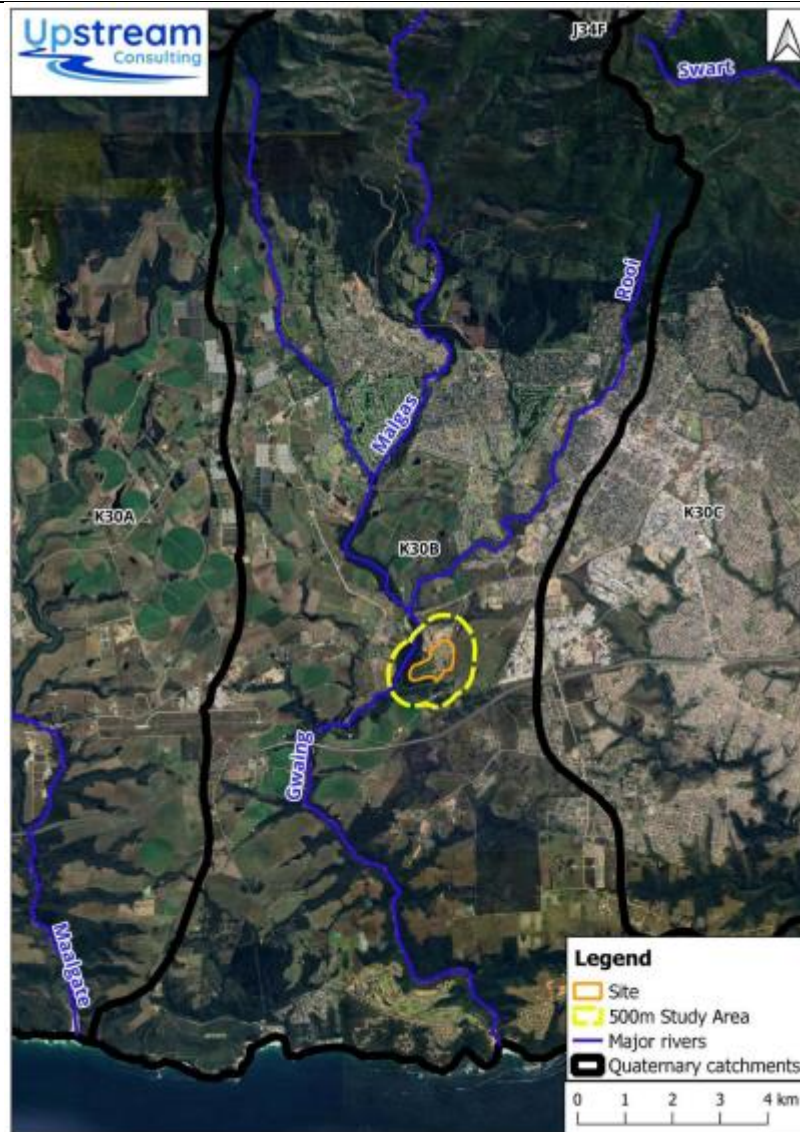 Upstream
Consulting
J34F
Swart
Rooi
Malgas
K30A
K30B
K30C
Gwaing
Maalgate
Legend
Site
500m Study Area
Major rivers
Quaternary catchments
0 1 2 3 4 km